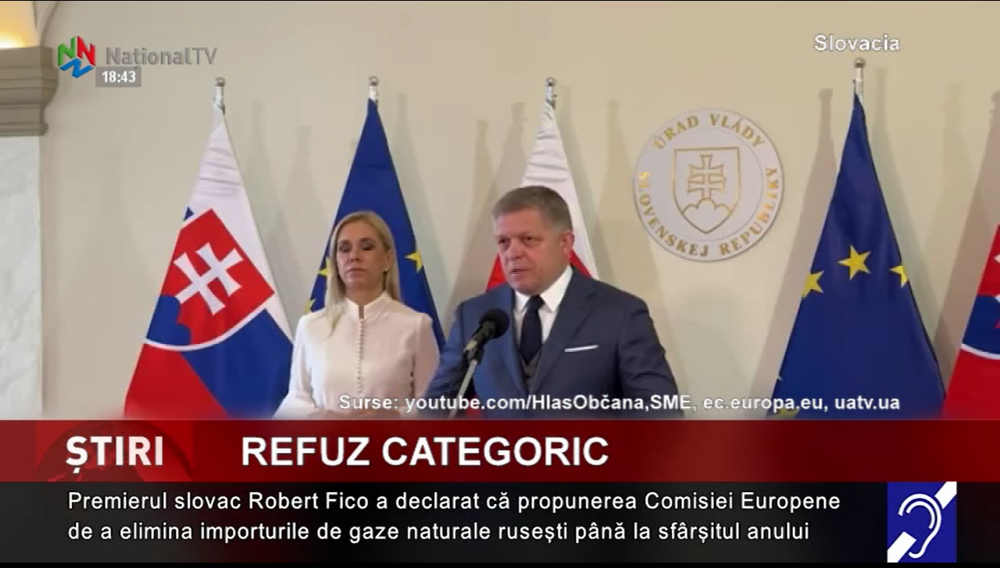 NaționalTV
18:43
Slovacia
ÚRAD VLÁDY
SLOVENSKEJ REPUBLIKY
Surse: youtube.com/HlasObčana,SME, ec.europa.eu, uatv.ua
ȘTIRI
REFUZ CATEGORIC
Premierul slovac Robert Fico a declarat că propunerea Comisiei Europene
de a elimina importurile de gaze naturale rusești până la sfârșitul anului